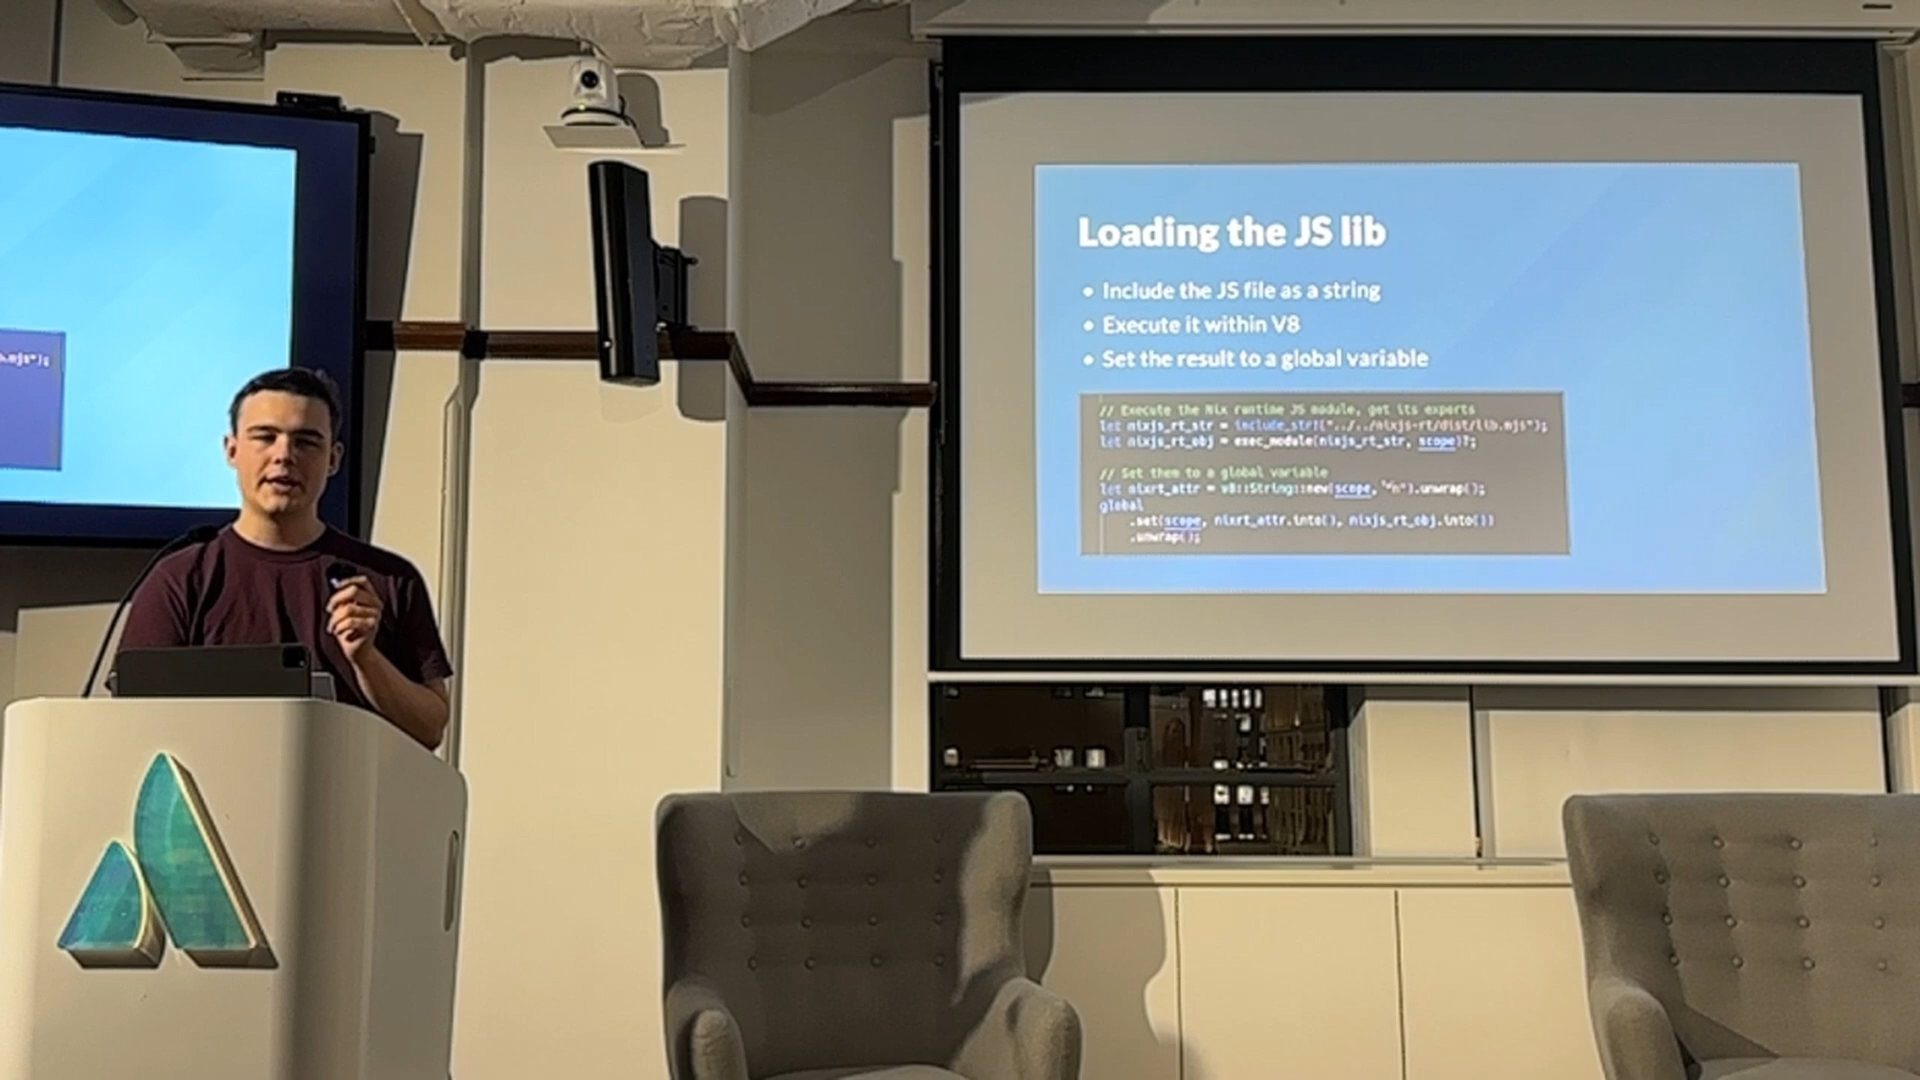 .mjs");
Loading the JS lib
• Include the JS file as a string
• Execute it within V8
• Set the result to a global variable
// Execute the Nix runtime JS module, get its exports
let nixjs_rt_str = include_str!("../../nixjs-rt/dist/lib.mjs");
let nixjs_rt_obj = exec_module(nixjs_rt_str, scope)?;
// Set them to a global variable
let nixrt_attr = v8::String::new(scope, "n").unwrap();
global
.set(scope, nixrt_attr.into(), nixjs_rt_obj.into())
.unwrap();